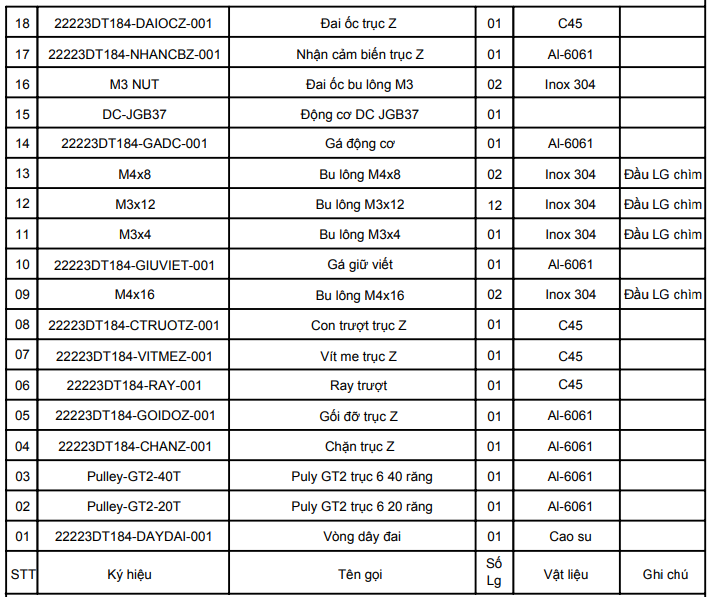 18 22223DT184-DAIOCZ-001 Đai ốc trục Z 01 C45
17 22223DT184-NHANCBZ-001 Nhận cảm biến trục Z 01 Al-6061
16 M3 NUT Đai ốc bu lông M3 02 Inox 304
15 DC-JGB37 Động cơ DC JGB37 01
14 22223DT184-GADC-001 Gá động cơ 01 Al-6061
13 M4x8 Bu lông M4x8 02 Inox 304 Đầu LG chìm
12 M3x12 Bu lông M3x12 12 Inox 304 Đầu LG chìm
11 M3x4 Bu lông M3x4 01 Inox 304 Đầu LG chìm
10 22223DT184-GIUVIET-001 Gá giữ viết 01 Al-6061
09 M4x16 Bu lông M4x16 02 Inox 304 Đầu LG chìm
08 22223DT184-CTRUOTZ-001 Con trượt trục Z 01 C45
07 22223DT184-VITMEZ-001 Vít me trục Z 01 C45
06 22223DT184-RAY-001 Ray trượt 01 C45
05 22223DT184-GOIDOZ-001 Gối đỡ trục Z 01 Al-6061
04 22223DT184-CHANZ-001 Chặn trục Z 01 Al-6061
03 Pulley-GT2-40T Puly GT2 trục 6 40 răng 01 Al-6061
02 Pulley-GT2-20T Puly GT2 trục 6 20 răng 01 Al-6061
01 22223DT184-DAYDAI-001 Vòng dây đai 01 Cao su
STT Ký hiệu Tên gọi Số Lg Vật liệu Ghi chú